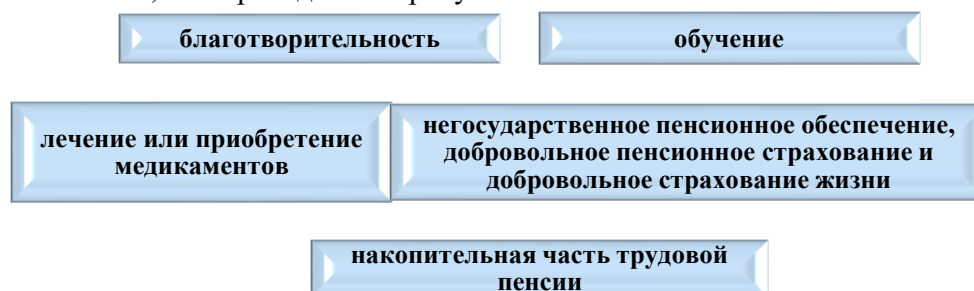 благотворительность
обучение
лечение или приобретение
медикаментов
негосударственное пенсионное обеспечение,
добровольное пенсионное страхование и
добровольное страхование жизни
накопительная часть трудовой
пенсии